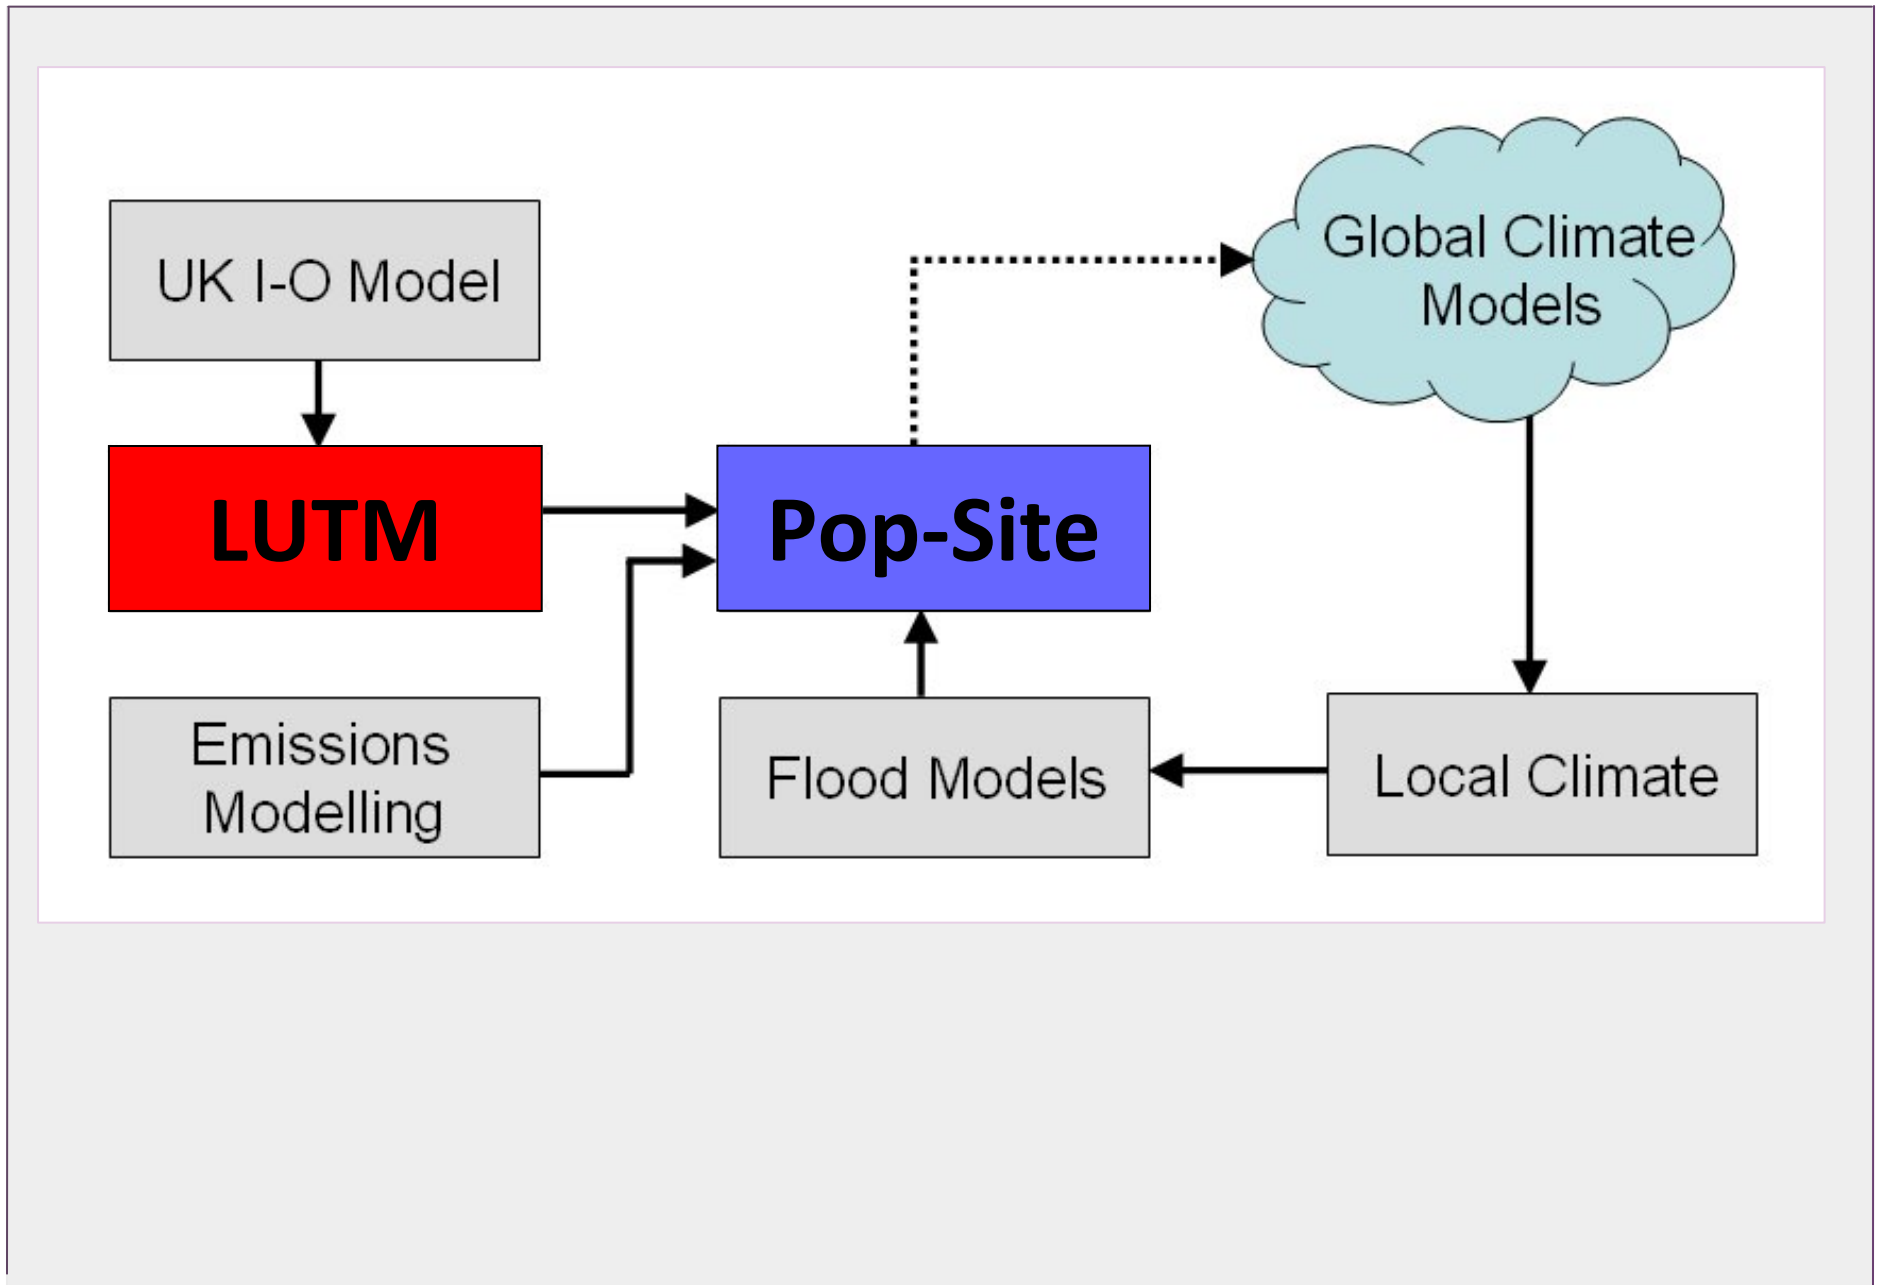 UK I-O Model
Global Climate
Models
LUTM
Pop-Site
Emissions
Modelling
Flood Models
Local Climate